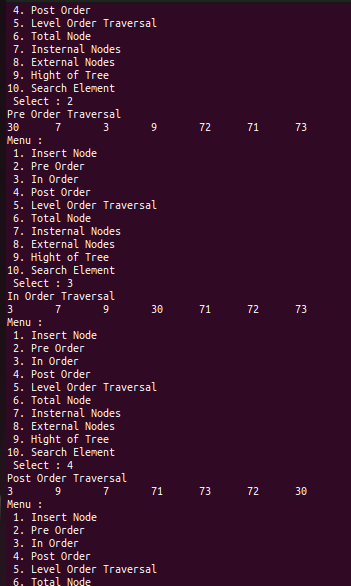 4. Post Order
5. Level Order Traversal
6. Total Node
7. Insternal Nodes
8. External Nodes
9. Hight of Tree
10. Search Element
Select : 2
Pre Order Traversal
30 7 3 9 72 71 73
Menu :
1. Insert Node
2. Pre Order
3. In Order
4. Post Order
5. Level Order Traversal
6. Total Node
7. Insternal Nodes
8. External Nodes
9. Hight of Tree
10. Search Element
Select : 3
In Order Traversal
3 7 9 30 71 72 73
Menu :
1. Insert Node
2. Pre Order
3. In Order
4. Post Order
5. Level Order Traversal
6. Total Node
7. Insternal Nodes
8. External Nodes
9. Hight of Tree
10. Search Element
Select : 4
Post Order Traversal
3 9 7 71 73 72 30
Menu :
1. Insert Node
2. Pre Order
3. In Order
4. Post Order
5. Level Order Traversal
6. Total Node